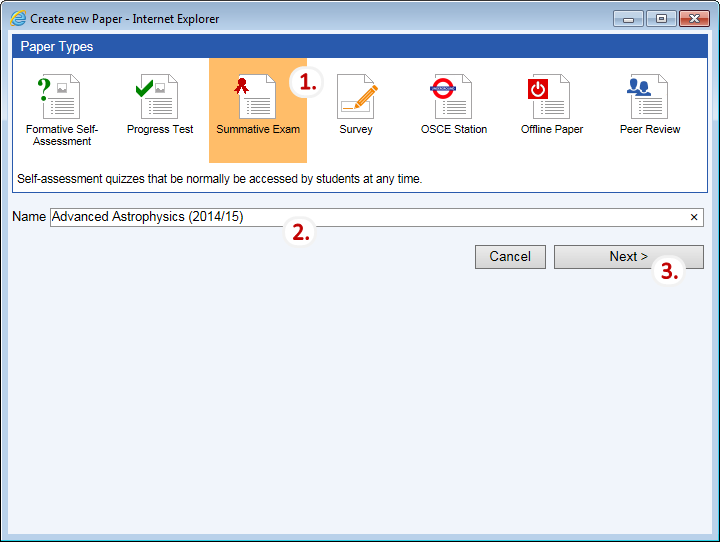 Create new Paper - Internet Explorer
Paper Types
1.
Formative Self-Assessment
Progress Test
Summative Exam
Survey
OSCE Station
Offline Paper
Peer Review
Self-assessment quizzes that be normally be accessed by students at any time.
Name Advanced Astrophysics (2014/15) ×
2.
Cancel Next >
3.